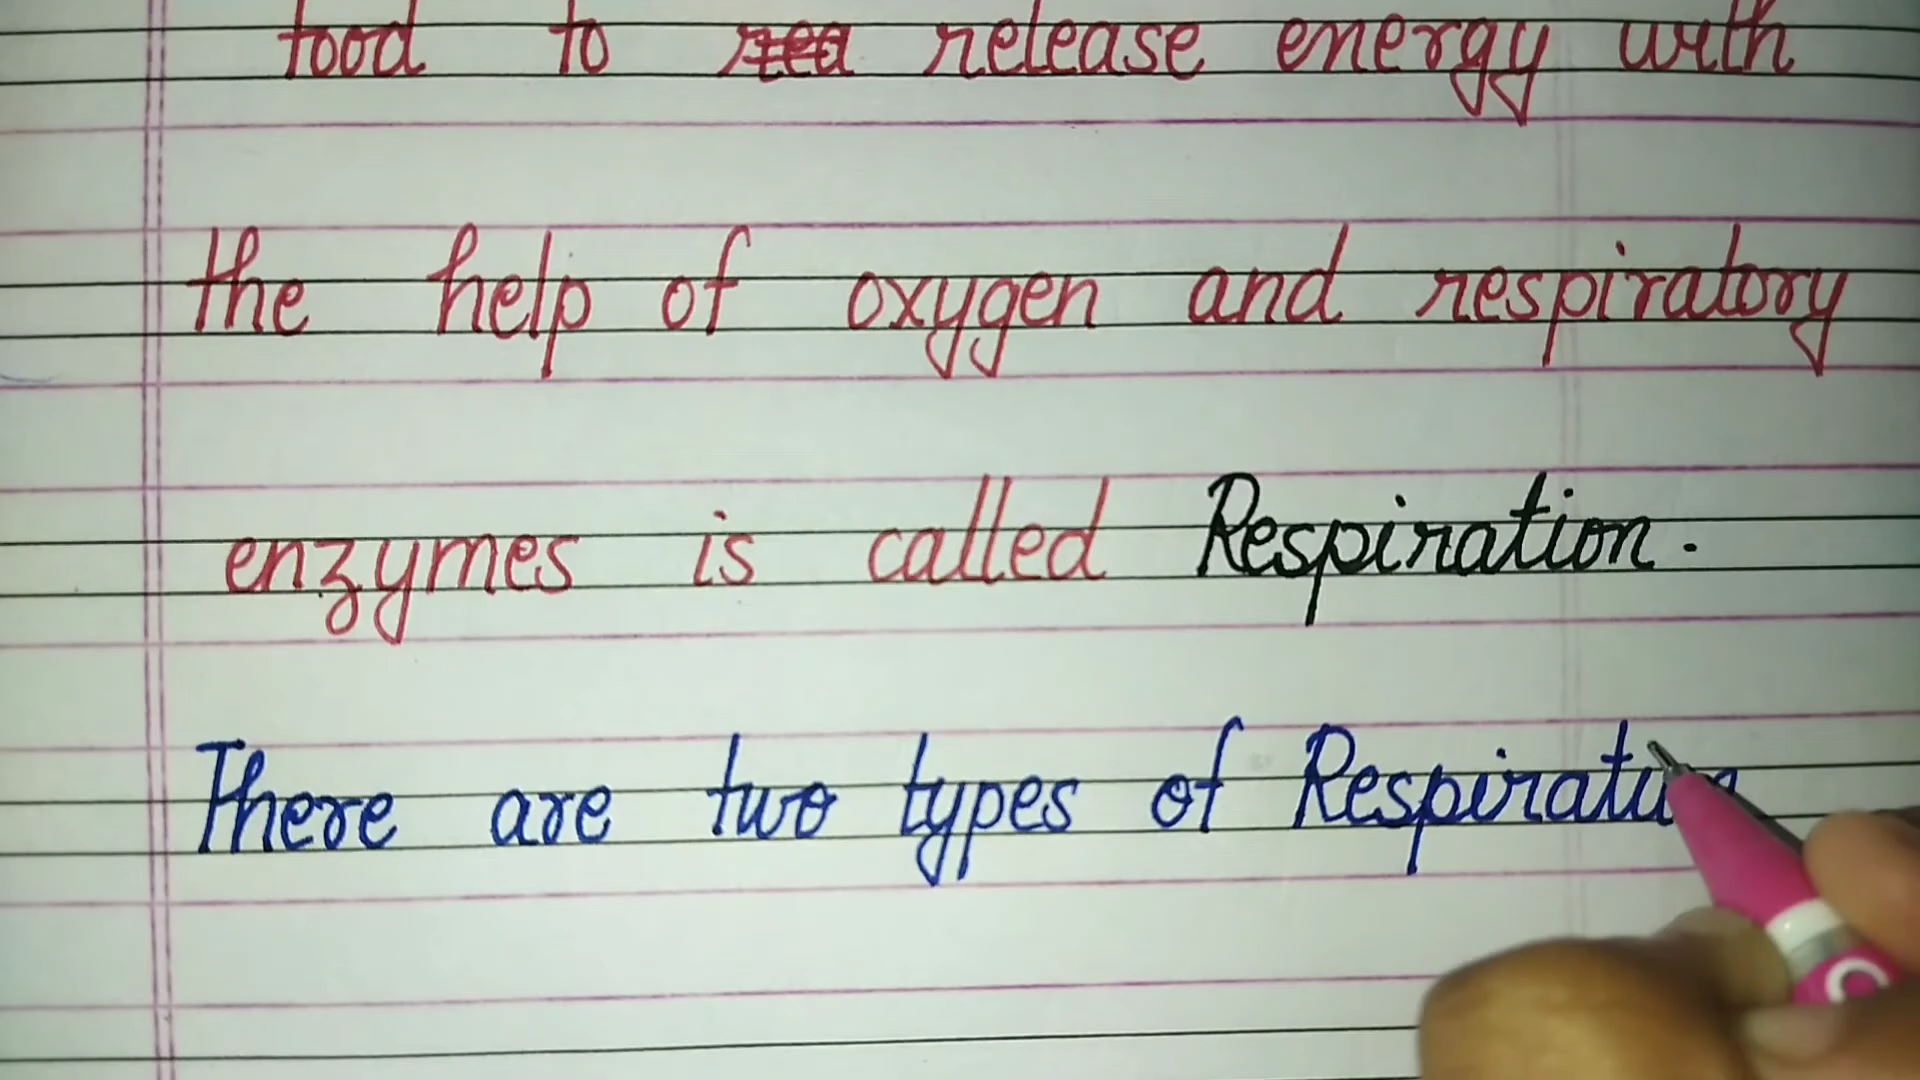 food to release energy with
the help of oxygen and respiratory
enzymes is called Respiration.
There are two types of Respiration